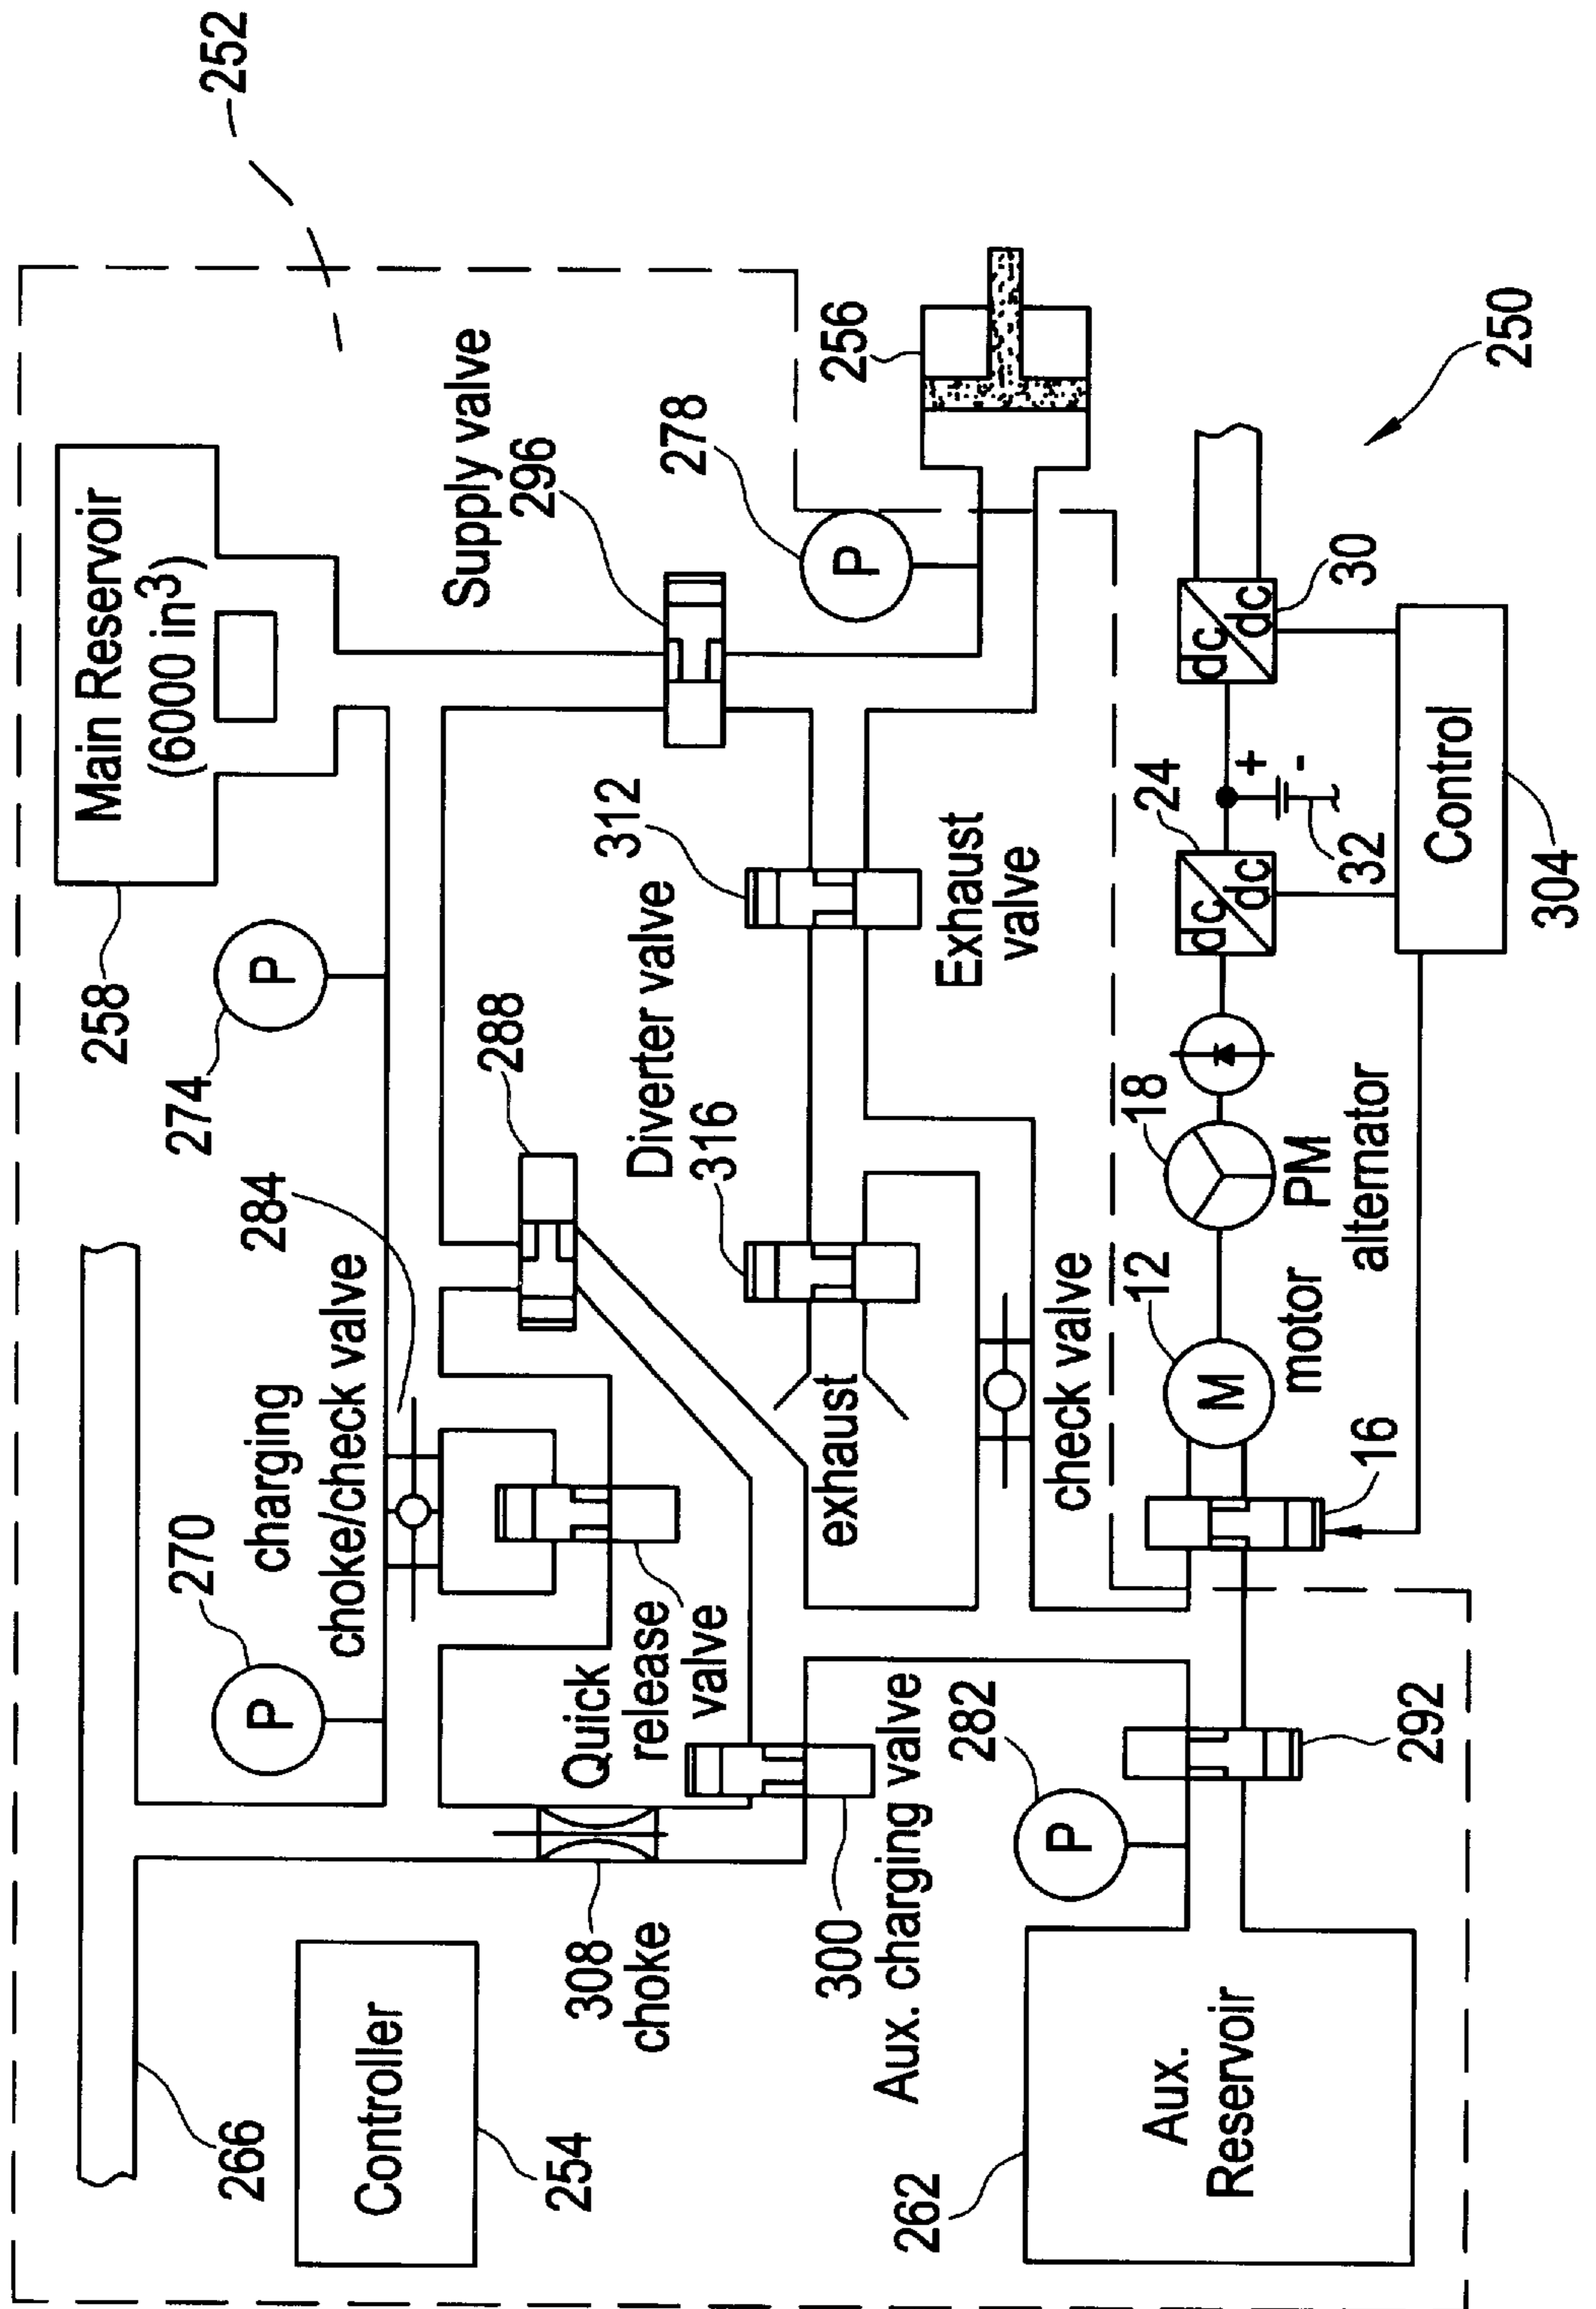 252
Main Reservoir
(6000 in³)
258
Supply valve
296
P
278
256
P
274
312
Diverter valve
316
Exhaust
valve
288
284
charging
choke/check valve
P
270
Quick
release
valve
exhaust
check valve
266
Controller
254
308
choke
300
Aux. charging valve
P
282
292
262
Aux.
Reservoir
16
M
12
motor
18
PM
alternator
24
dc
dc
+
-
32
dc
dc
30
Control
304
250